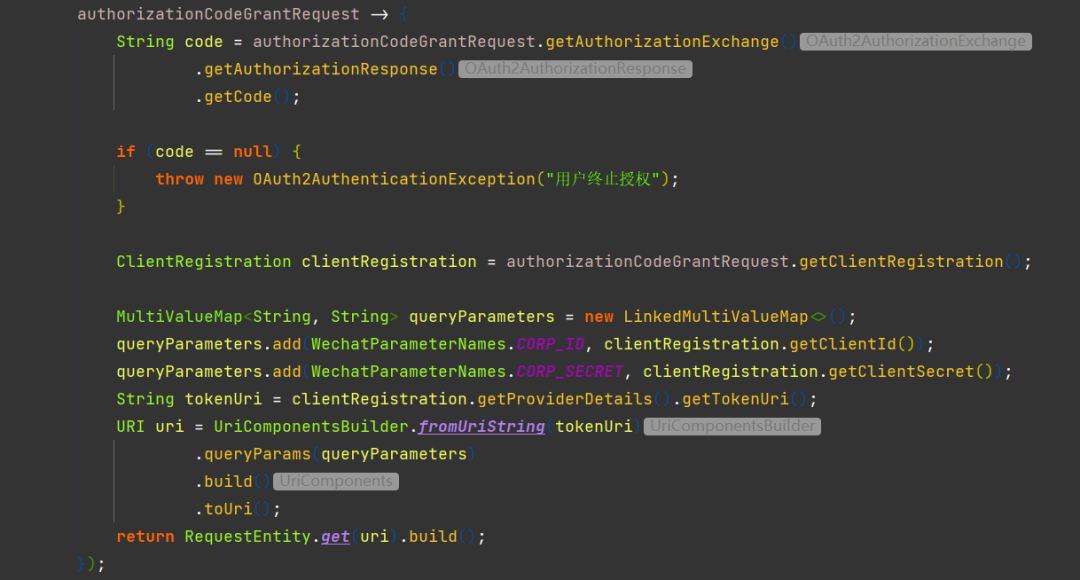 authorizationCodeGrantRequest -> {
String code = authorizationCodeGrantRequest.getAuthorizationExchange() OAuth2AuthorizationExchange
.getAuthorizationResponse() OAuth2AuthorizationResponse
.getCode();
if (code == null) {
throw new OAuth2AuthenticationException("用户终止授权");
}
ClientRegistration clientRegistration = authorizationCodeGrantRequest.getClientRegistration();
MultiValueMap<String, String> queryParameters = new LinkedMultiValueMap<>();
queryParameters.add(WechatParameterNames.CORP_ID, clientRegistration.getClientId());
queryParameters.add(WechatParameterNames.CORP_SECRET, clientRegistration.getClientSecret());
String tokenUri = clientRegistration.getProviderDetails().getTokenUri();
URI uri = UriComponentsBuilder.fromUriString(tokenUri) UriComponentsBuilder
.queryParams(queryParameters)
.build() UriComponents
.toUri();
return RequestEntity.get(uri).build();
});